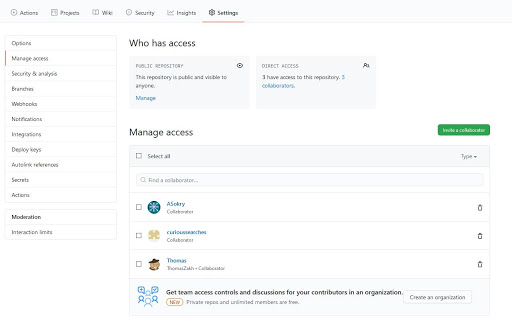 Actions Projects Wiki Security Insights Settings
Options
Manage access
Security & analysis
Branches
Webhooks
Notifications
Integrations
Deploy keys
Autolink references
Secrets
Actions
Moderation
Interaction limits
Who has access
PUBLIC REPOSITORY
This repository is public and visible to
anyone.
Manage
DIRECT ACCESS
3 have access to this repository. 3
collaborators.
Manage access
Invite a collaborator
Select all Type
Find a collaborator...
ASokry
Collaborator
curioussearches
Collaborator
Thomas
ThomasZakh • Collaborator
Get team access controls and discussions for your contributors in an organization.
NEW Private repos and unlimited members are free.
Create an organization